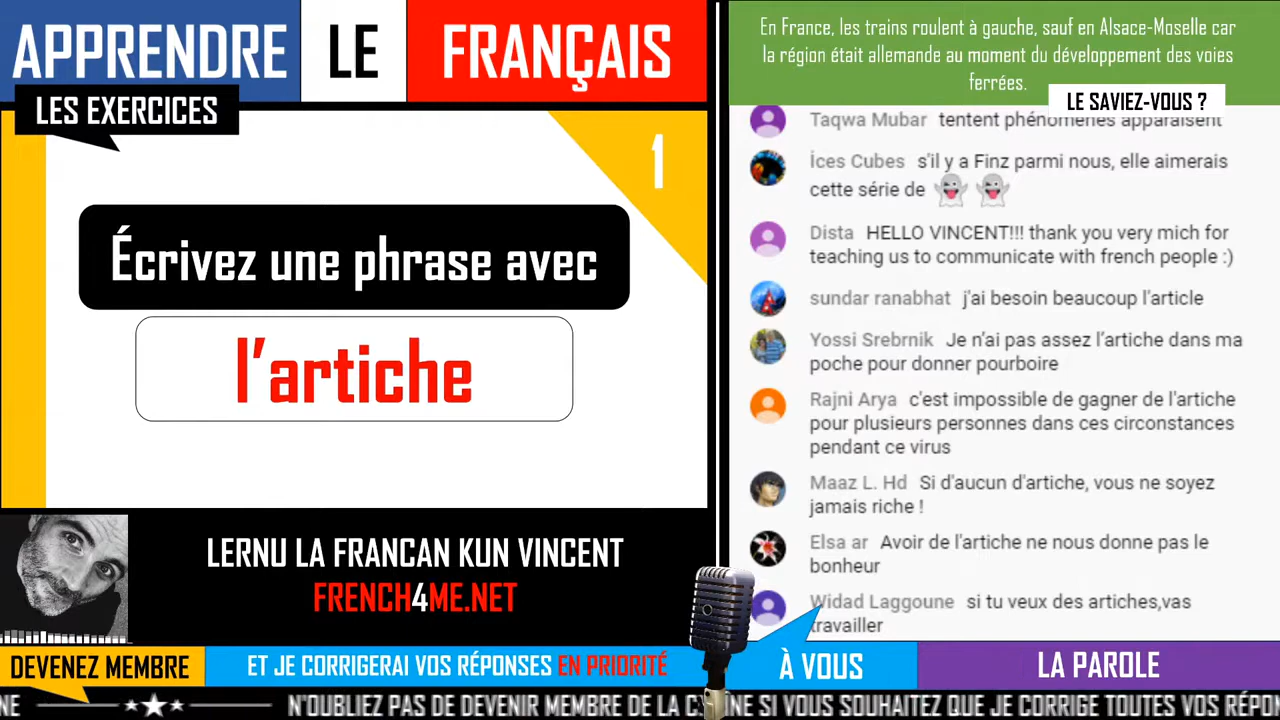 APPRENDRE LE FRANÇAIS
LES EXERCICES
1
Écrivez une phrase avec
l'artiche
LERNU LA FRANCAN KUN VINCENT
FRENCH4ME.NET
DEVENEZ MEMBRE
ET JE CORRIGERAI VOS RÉPONSES EN PRIORITÉ
En France, les trains roulent à gauche, sauf en Alsace-Moselle car
la région était allemande au moment du développement des voies
ferrées.
LE SAVIEZ-VOUS ?
Taqwa Mubar tentent phénomènes apparaisent
İces Cubes s'il y a Finz parmi nous, elle aimerais
cette série de 👻 👻
Dista HELLO VINCENT!!! thank you very mich for
teaching us to communicate with french people :)
sundar ranabhat j'ai besoin beaucoup l'article
Yossi Srebrnik Je n'ai pas assez l'artiche dans ma
poche pour donner pourboire
Rajni Arya c'est impossible de gagner de l'artiche
pour plusieurs personnes dans ces circonstances
pendant ce virus
Maaz L. Hd Si d'aucun d'artiche, vous ne soyez
jamais riche !
Elsa ar Avoir de l'artiche ne nous donne pas le
bonheur
Widad Laggoune si tu veux des artiches,vas
travailler
À VOUS
LA PAROLE
NE N'OUBLIEZ PAS DE DEVENIR MEMBRE DE LA NE SI VOUS SOUHAITEZ QUE JE CORRIGE TOUTES VOS RÉPON